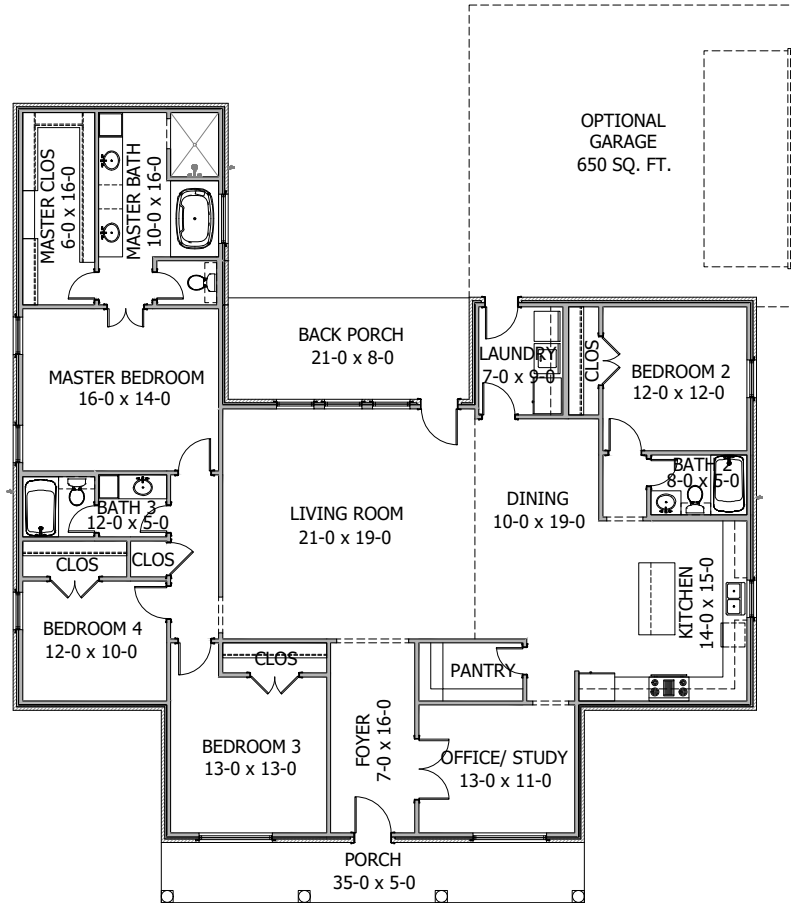 OPTIONAL
GARAGE
650 SQ. FT.
MASTER CLOS
6-0 x 16-0
MASTER BATH
10-0 x 16-0
BACK PORCH
21-0 x 8-0
LAUNDRY
7-0 x 9-0
CLOS
BEDROOM 2
12-0 x 12-0
MASTER BEDROOM
16-0 x 14-0
BATH 2
8-0 x 5-0
BATH 3
12-0 x 5-0
LIVING ROOM
21-0 x 19-0
DINING
10-0 x 19-0
CLOS
CLOS
KITCHEN
14-0 x 15-0
BEDROOM 4
12-0 x 10-0
CLOS
PANTRY
BEDROOM 3
13-0 x 13-0
FOYER
7-0 x 16-0
OFFICE/ STUDY
13-0 x 11-0
PORCH
35-0 x 5-0